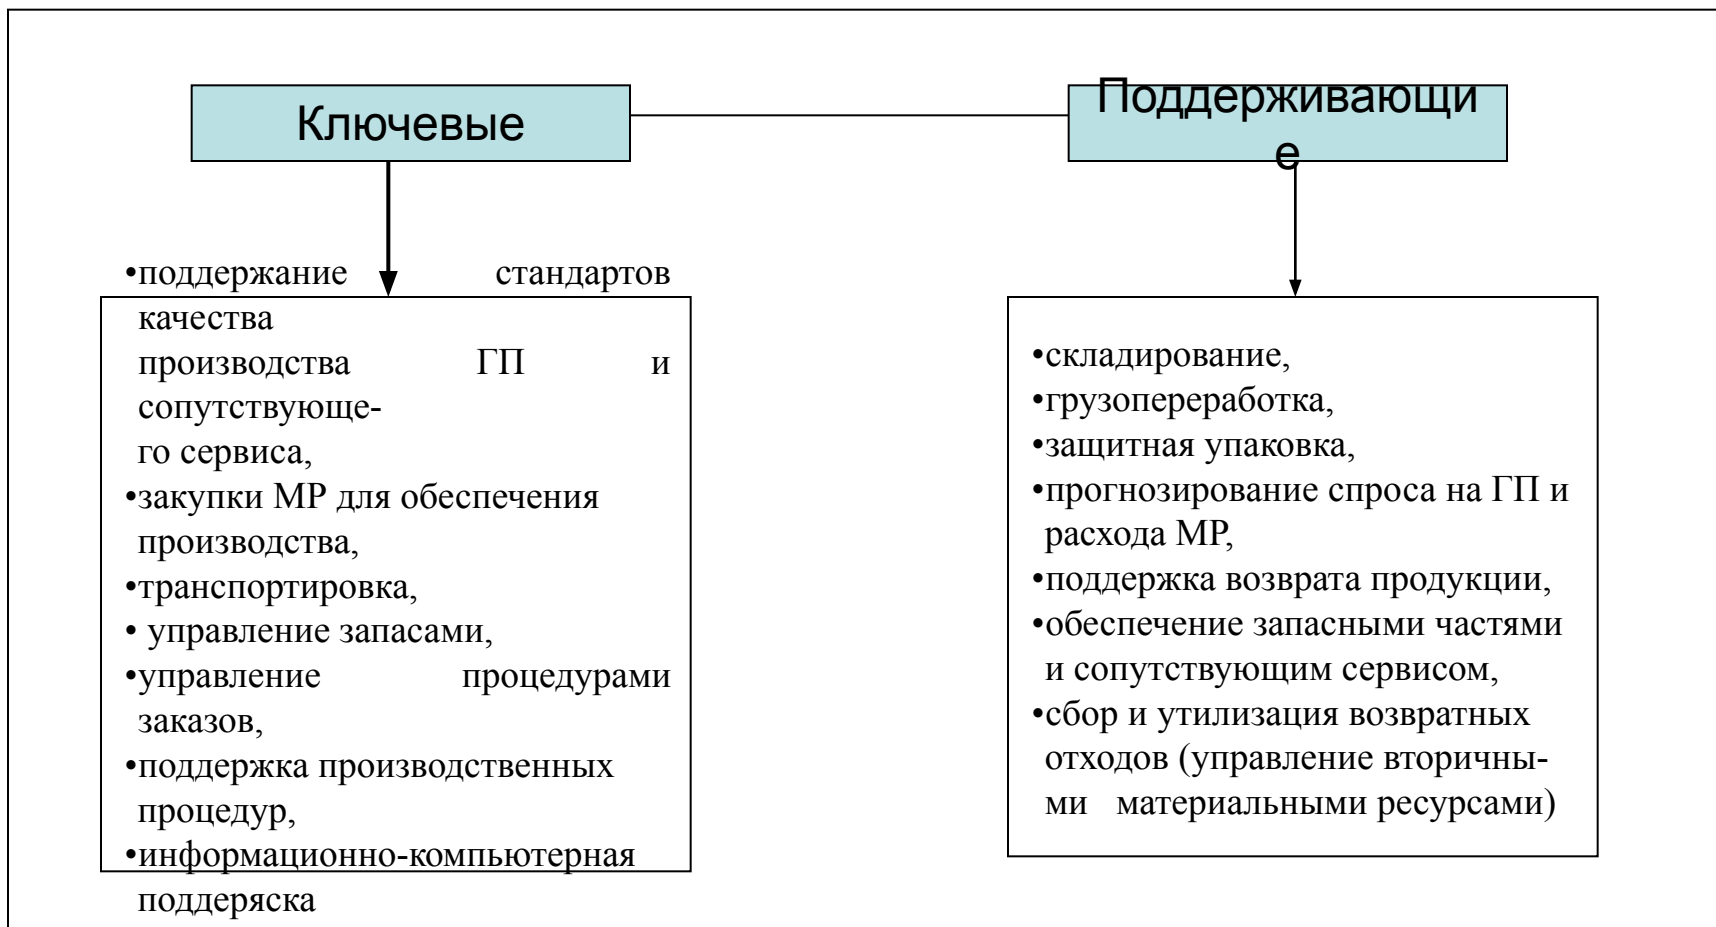 Ключевые
Поддерживающи
е
•поддержание стандартов
качества
производства ГП и
сопутствующе-
го сервиса,
•закупки МР для обеспечения
производства,
•транспортировка,
• управление запасами,
•управление процедурами
заказов,
•поддержка производственных
процедур,
•информационно-компьютерная
поддеряска
•складирование,
•грузопереработка,
•защитная упаковка,
•прогнозирование спроса на ГП и
расхода МР,
•поддержка возврата продукции,
•обеспечение запасными частями
и сопутствующим сервисом,
•сбор и утилизация возвратных
отходов (управление вторичны-
ми материальными ресурсами)